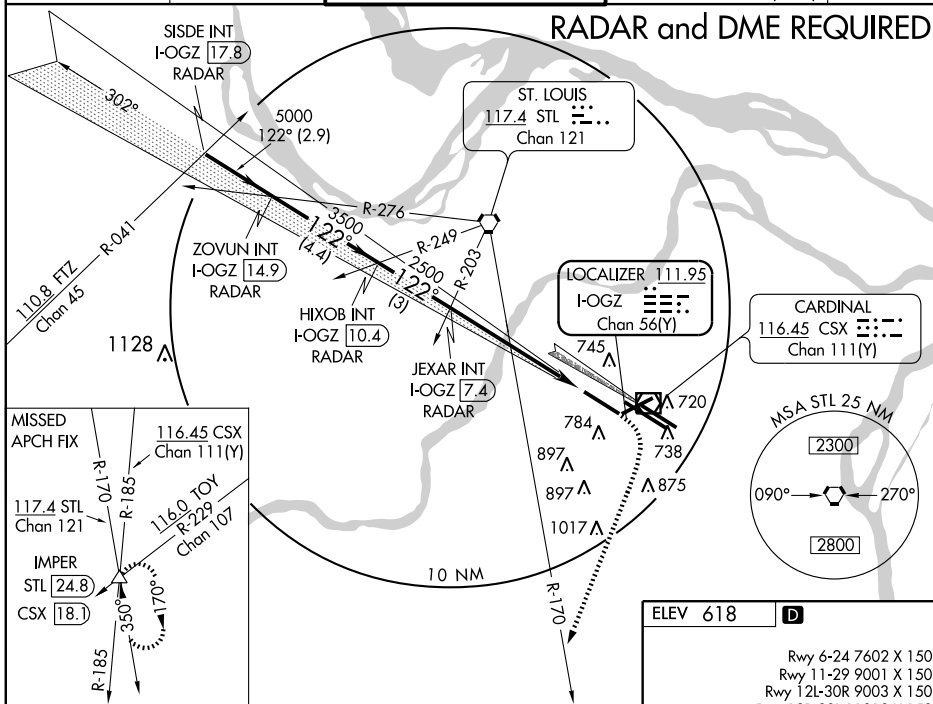 RADAR and DME REQUIRED
SISDE INT
I-OGZ 17.8
RADAR
302°
5000
122° (2.9)
ST. LOUIS
117.4 STL
Chan 121
R-041
110.8 FTZ
Chan 45
R-276
R-249
R-203
ZOVUN INT
I-OGZ 14.9
RADAR
3500
122°
(4.4)
2500
122°
(3)
HIXOB INT
I-OGZ 10.4
RADAR
LOCALIZER 111.95
I-OGZ
Chan 56(Y)
CARDINAL
116.45 CSX
Chan 111(Y)
1128
JEXAR INT
I-OGZ 7.4
RADAR
745
720
784
738
897
897
875
1017
MSA STL 25 NM
2300
090°
270°
2800
10 NM
R-170
MISSED
APCH FIX
116.45 CSX
Chan 111(Y)
R-170
R-185
117.4 STL
Chan 121
116.0 TOY
R-229
Chan 107
IMPER
STL 24.8
CSX 18.1
350°
170°
R-185
ELEV 618
D
Rwy 6-24 7602 X 150
Rwy 11-29 9001 X 150
Rwy 12L-30R 9003 X 150